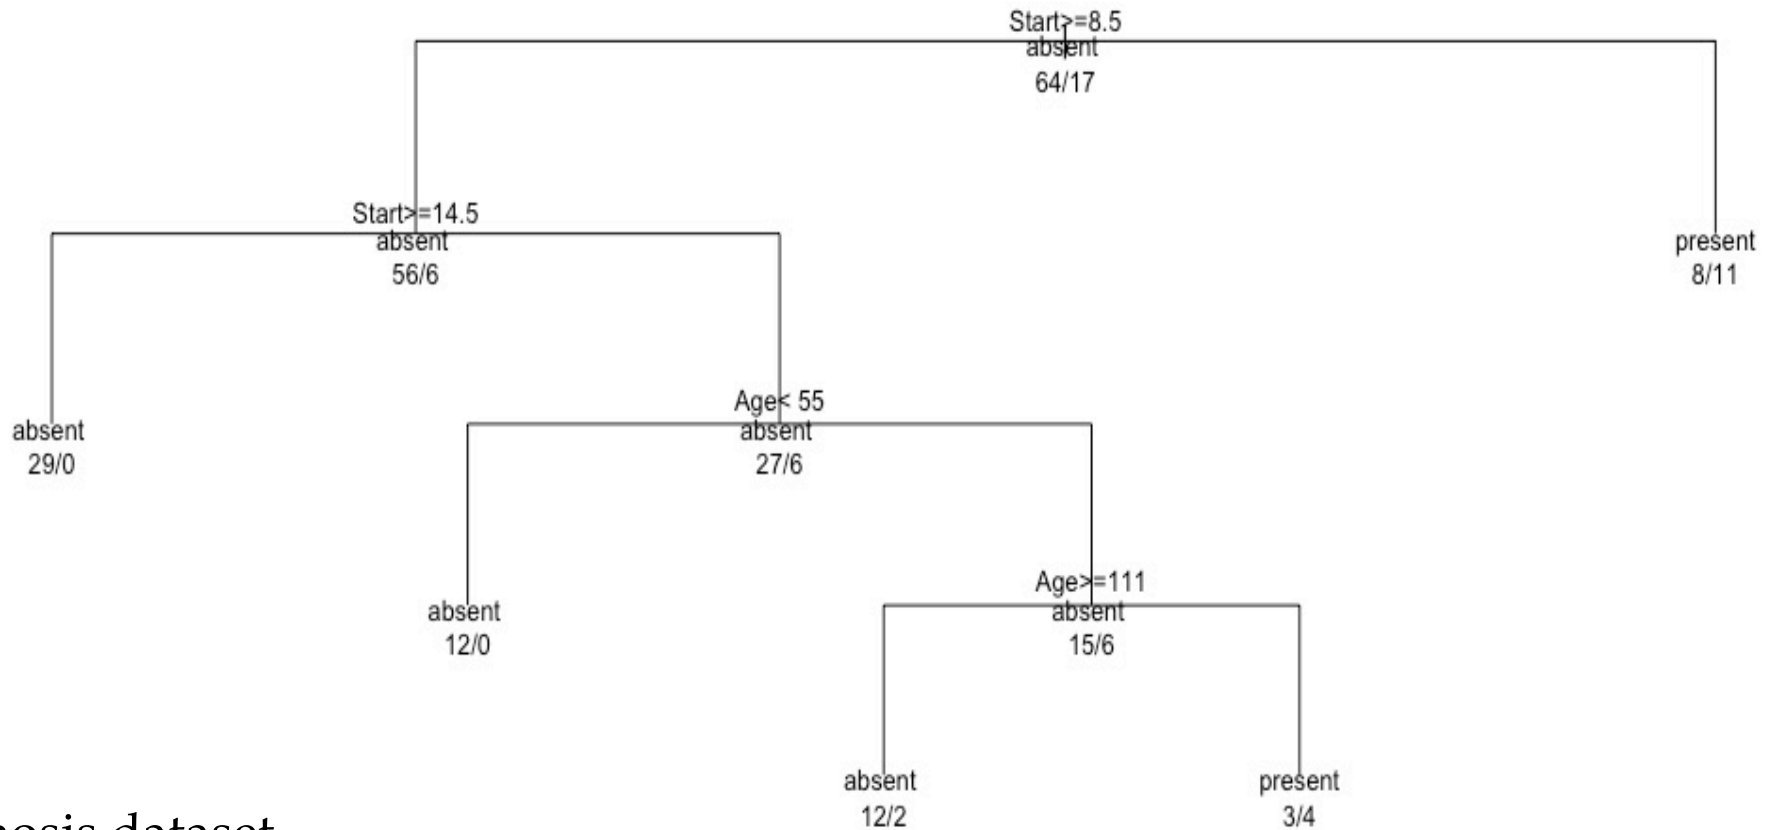 Start>=8.5
absent
64/17
Start>=14.5
absent
56/6
present
8/11
absent
29/0
Age< 55
absent
27/6
absent
12/0
Age>=111
absent
15/6
absent
12/2
present
3/4
dataset